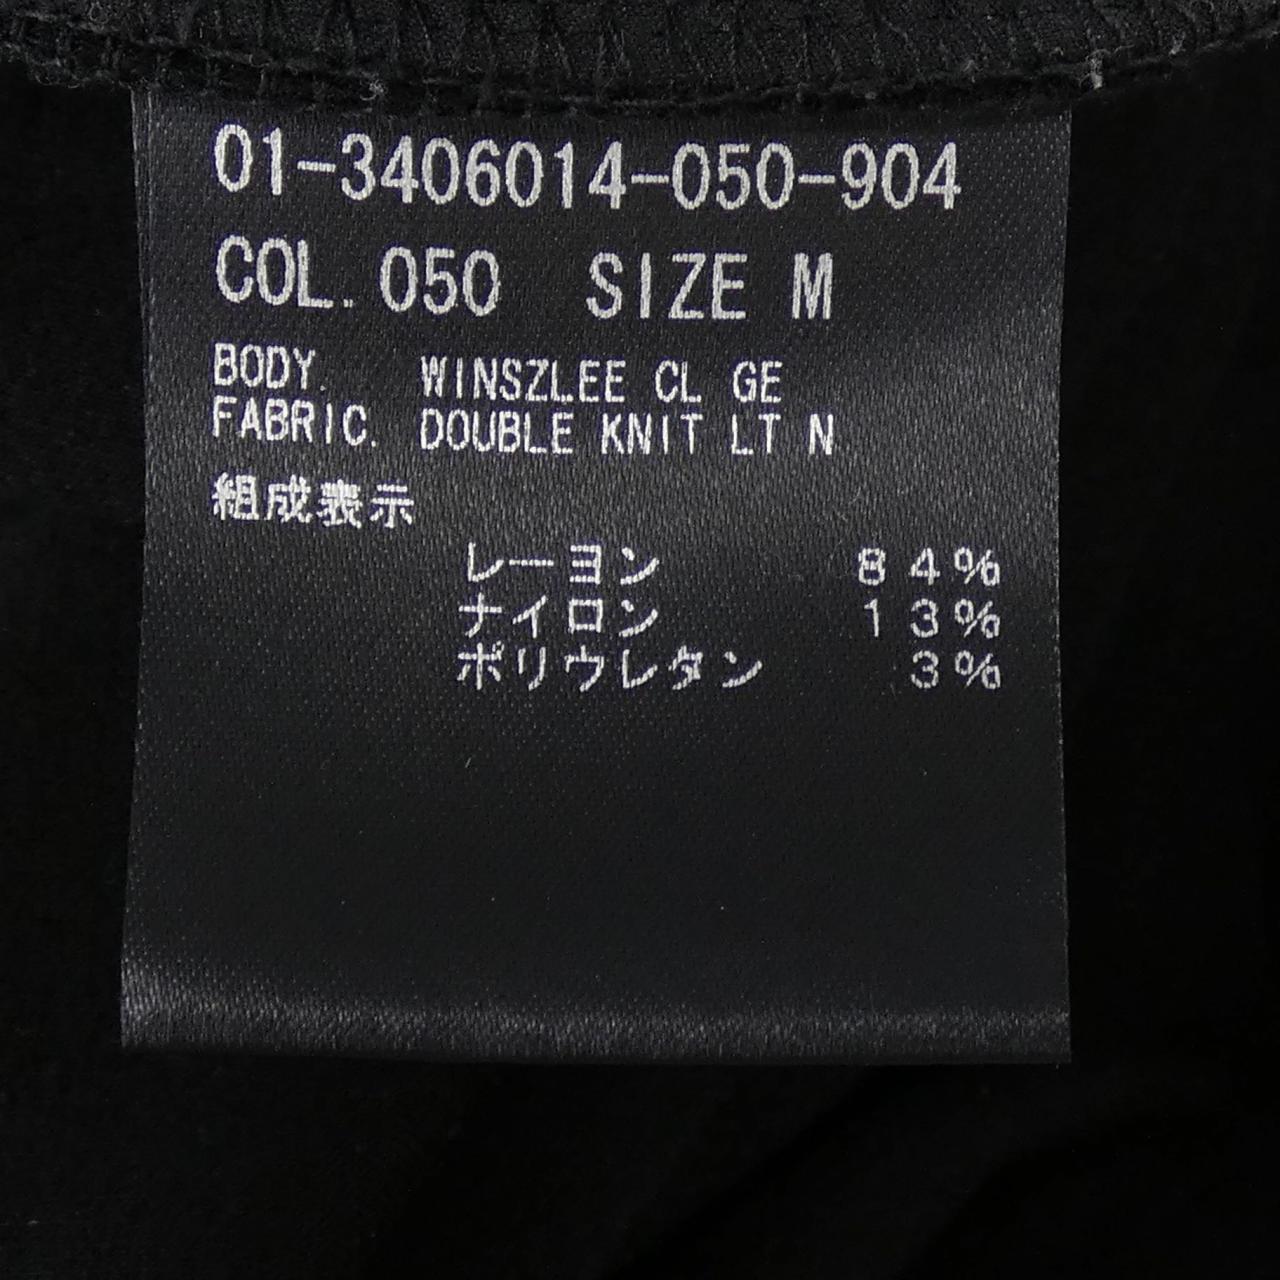 01-3406014-050-904
COL. 050 SIZE M
BODY. WINSZLEE CL GE
FABRIC. DOUBLE KNIT LT N
組成表示
レーヨン 84%
ナイロン 13%
ポリウレタン 3%